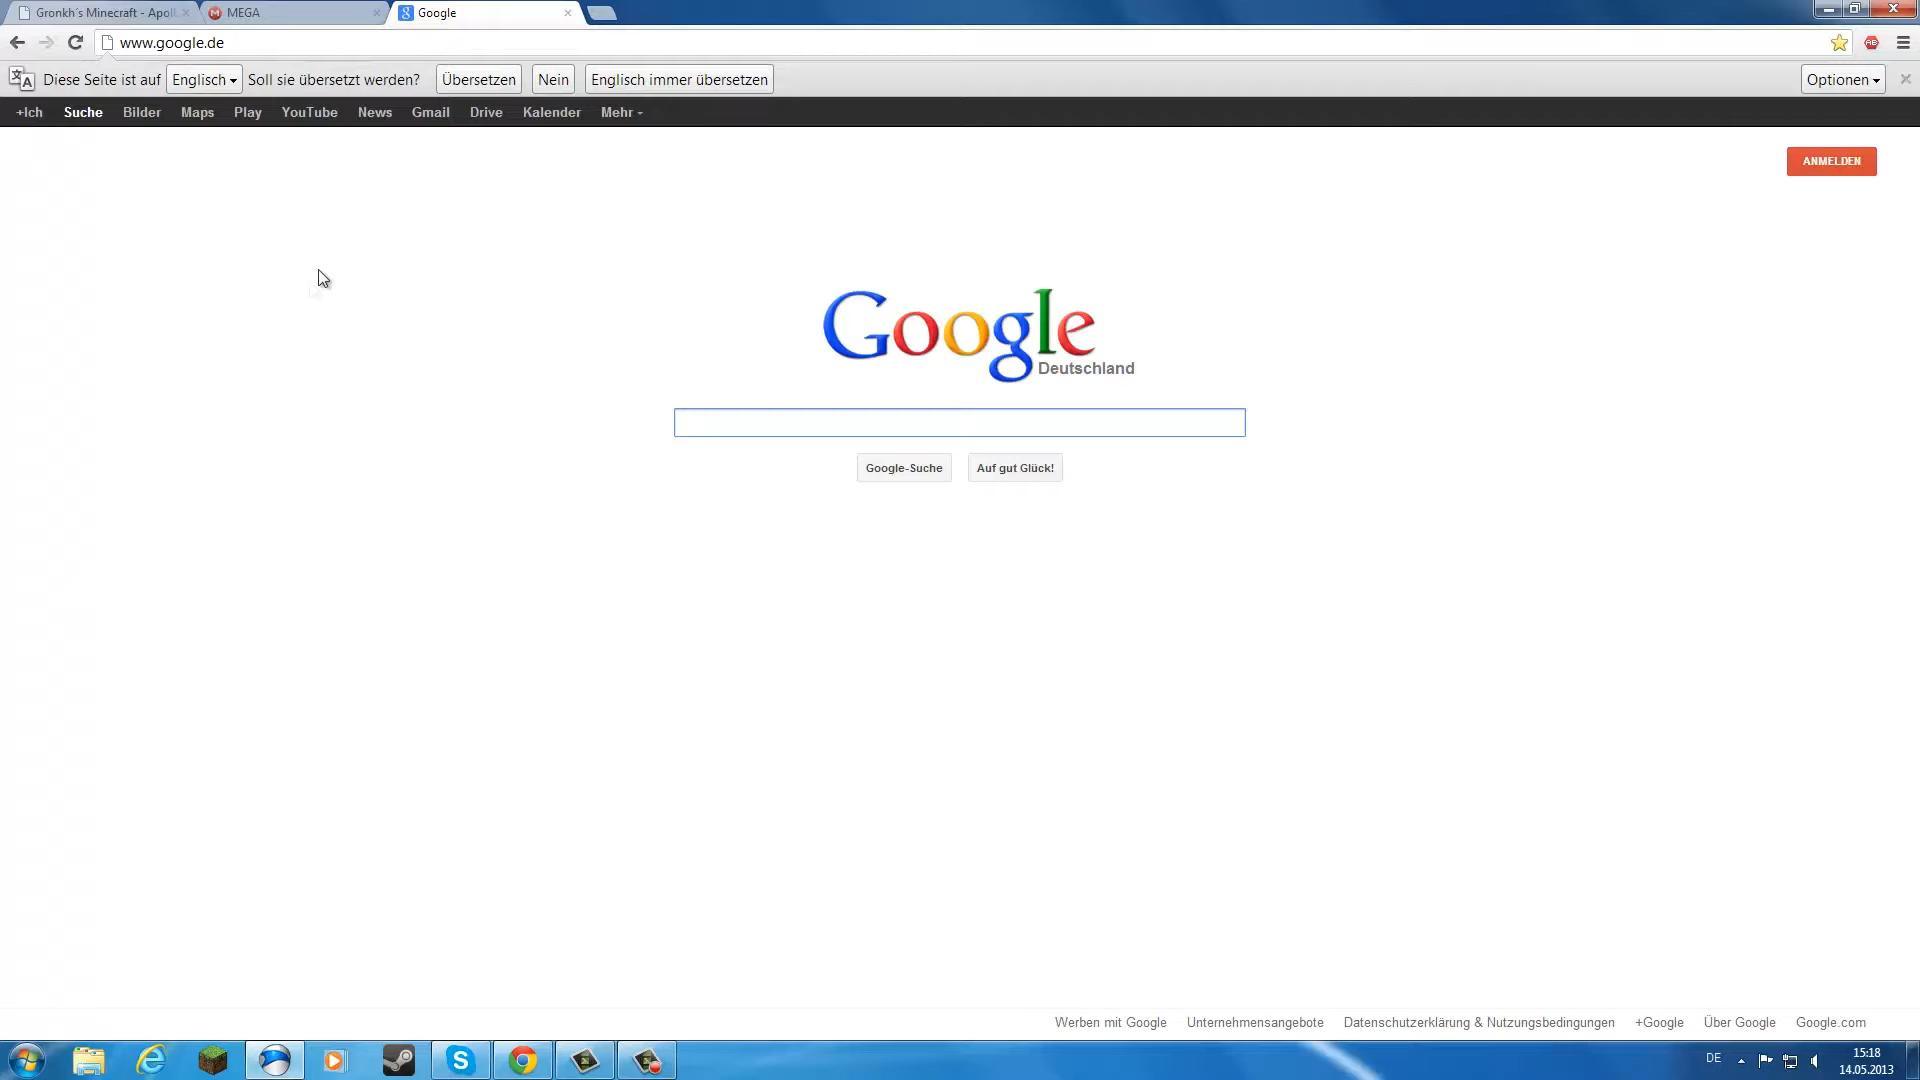 Gronkh´s Minecraft - Apoll
MEGA
Google
www.google.de
Diese Seite ist auf Englisch Soll sie übersetzt werden? Übersetzen Nein Englisch immer übersetzen Optionen
+Ich Suche Bilder Maps Play YouTube News Gmail Drive Kalender Mehr
ANMELDEN
Google
Deutschland
Google-Suche Auf gut Glück!
Werben mit Google Unternehmensangebote Datenschutzerklärung & Nutzungsbedingungen +Google Über Google Google.com
DE
15:18
14.05.2013